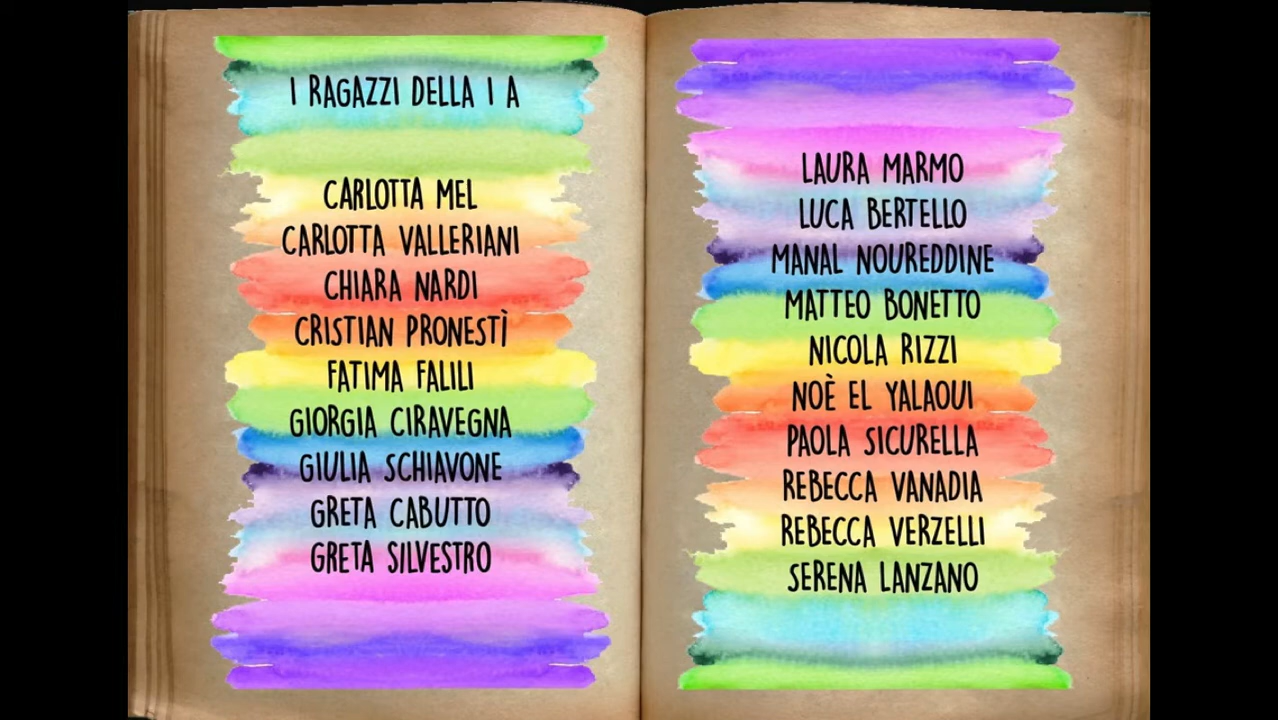 I RAGAZZI DELLA I A
CARLOTTA MEL
CARLOTTA VALLERIANI
CHIARA NARDI
CRISTIAN PRONESTÌ
FATIMA FALILI
GIORGIA CIRAVEGNA
GIULIA SCHIAVONE
GRETA CABUTTO
GRETA SILVESTRO
LAURA MARMO
LUCA BERTELLO
MANAL NOUREDDINE
MATTEO BONETTO
NICOLA RIZZI
NOÈ EL YALAOUI
PAOLA SICURELLA
REBECCA VANADIA
REBECCA VERZELLI
SERENA LANZANO